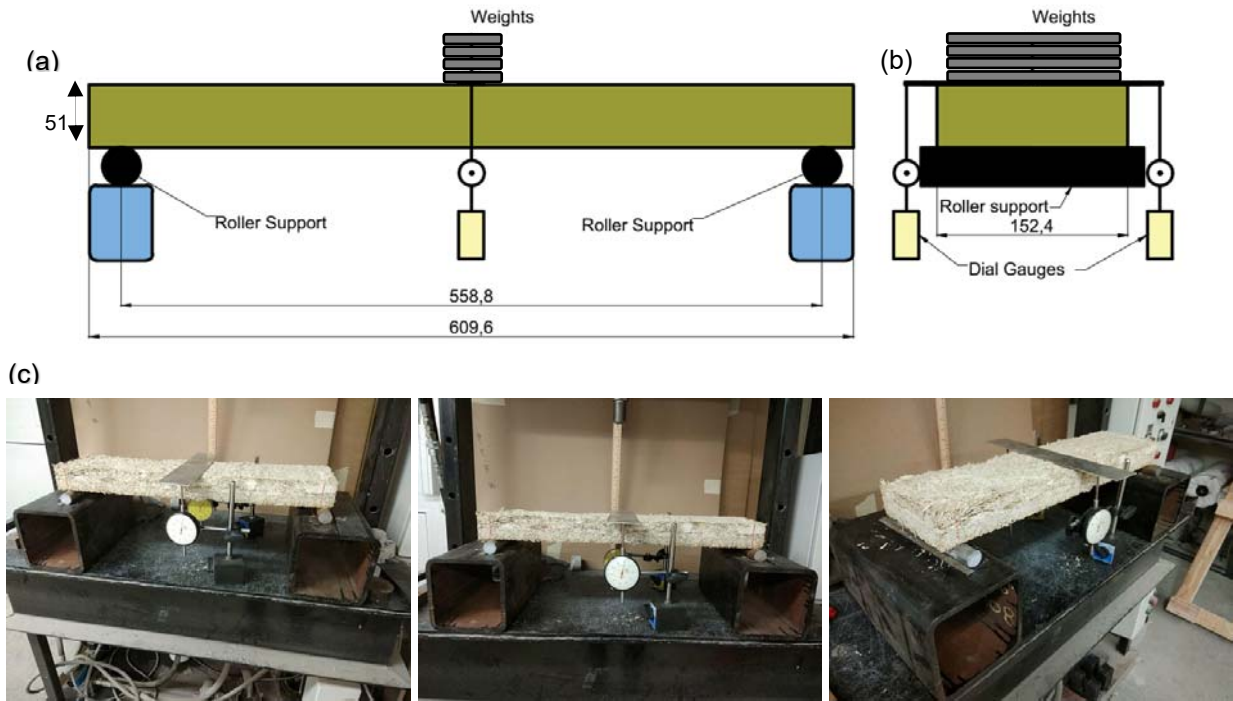 Weights
(a)
51
Roller Support
Roller Support
558,8
609,6
Weights
(b)
Roller support
152,4
Dial Gauges
(c)